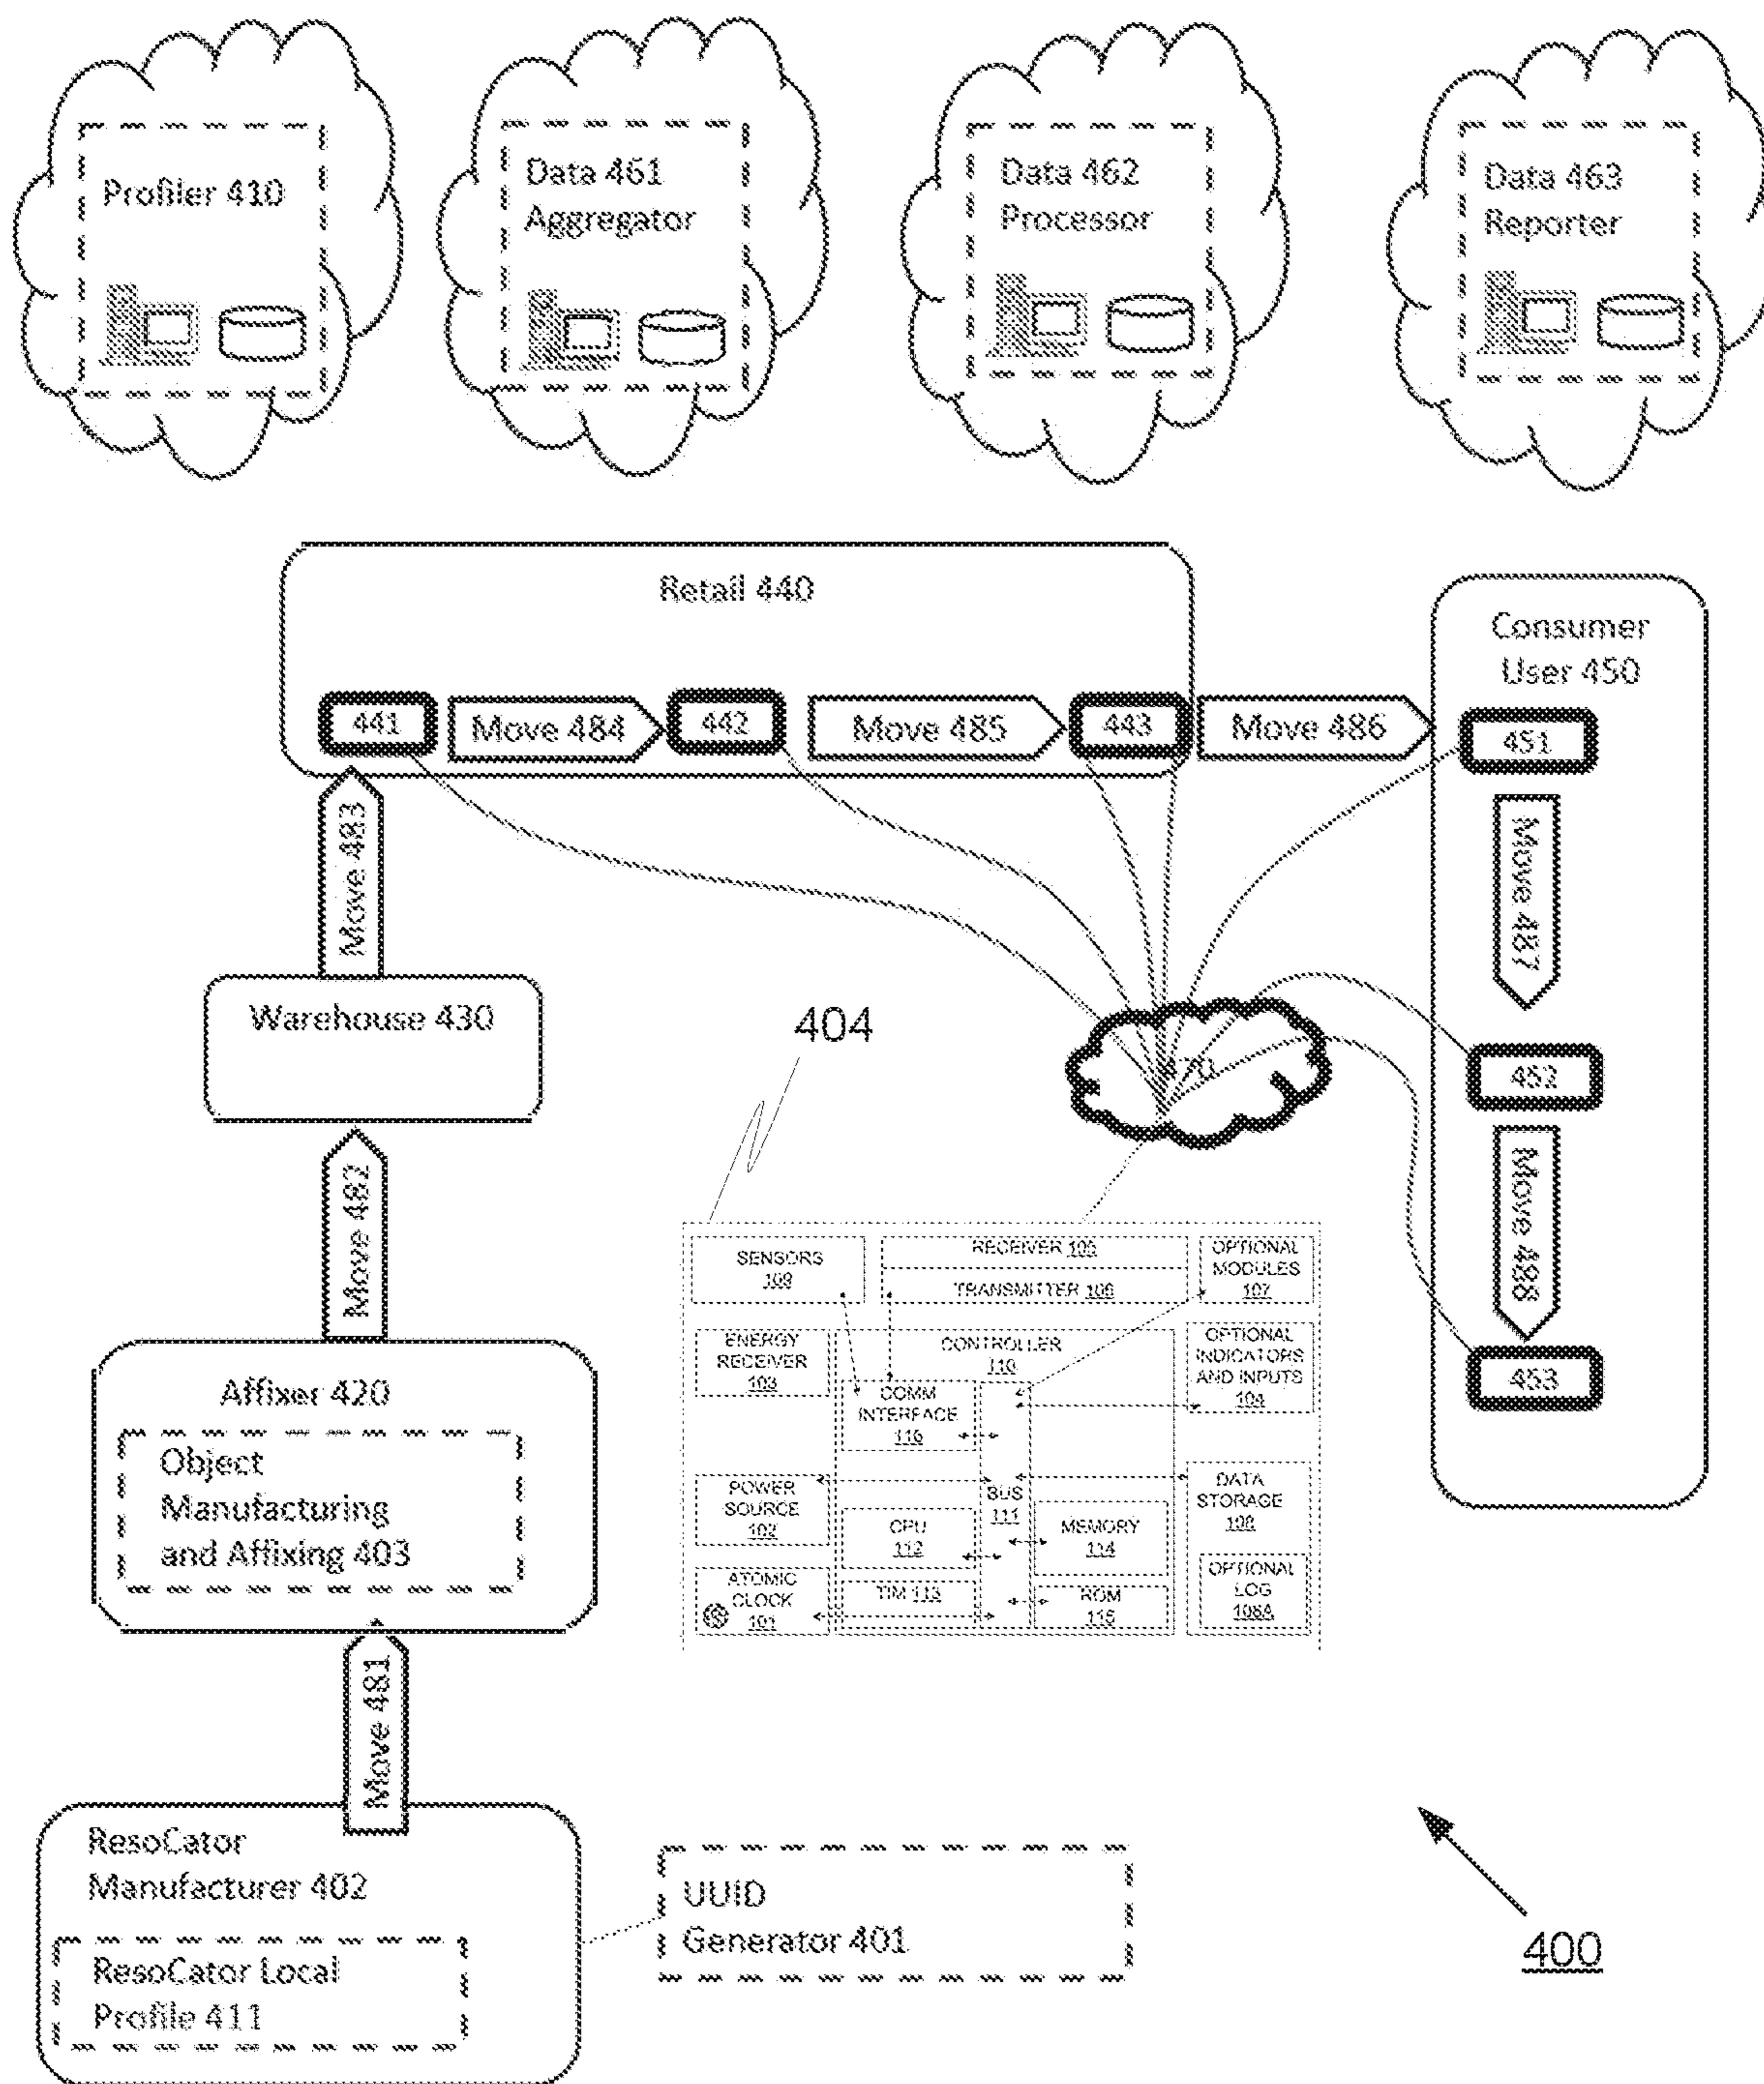 Profiler 410
Data 461
Aggregator
Data 462
Processor
Data 463
Reporter
Retail 440
441
Move 484
442
Move 485
443
Move 486
Consumer
User 450
451
Move 487
452
Move 488
453
Move 483
Warehouse 430
404
470
Move 482
Affixer 420
Object
Manufacturing
and Affixing 403
SENSORS
109
RECEIVER 105
TRANSMITTER 106
OPTIONAL
MODULES
107
ENERGY
RECEIVER
103
CONTROLLER
110
OPTIONAL
INDICATORS
AND INPUTS
104
COMM
INTERFACE
116
POWER
SOURCE
102
BUS
111
CPU
112
MEMORY
114
DATA
STORAGE
108
ATOMIC
CLOCK
101
TIM 113
ROM
115
OPTIONAL
LOG
108A
Move 481
ResoCator
Manufacturer 402
ResoCator Local
Profile 411
UUID
Generator 401
400